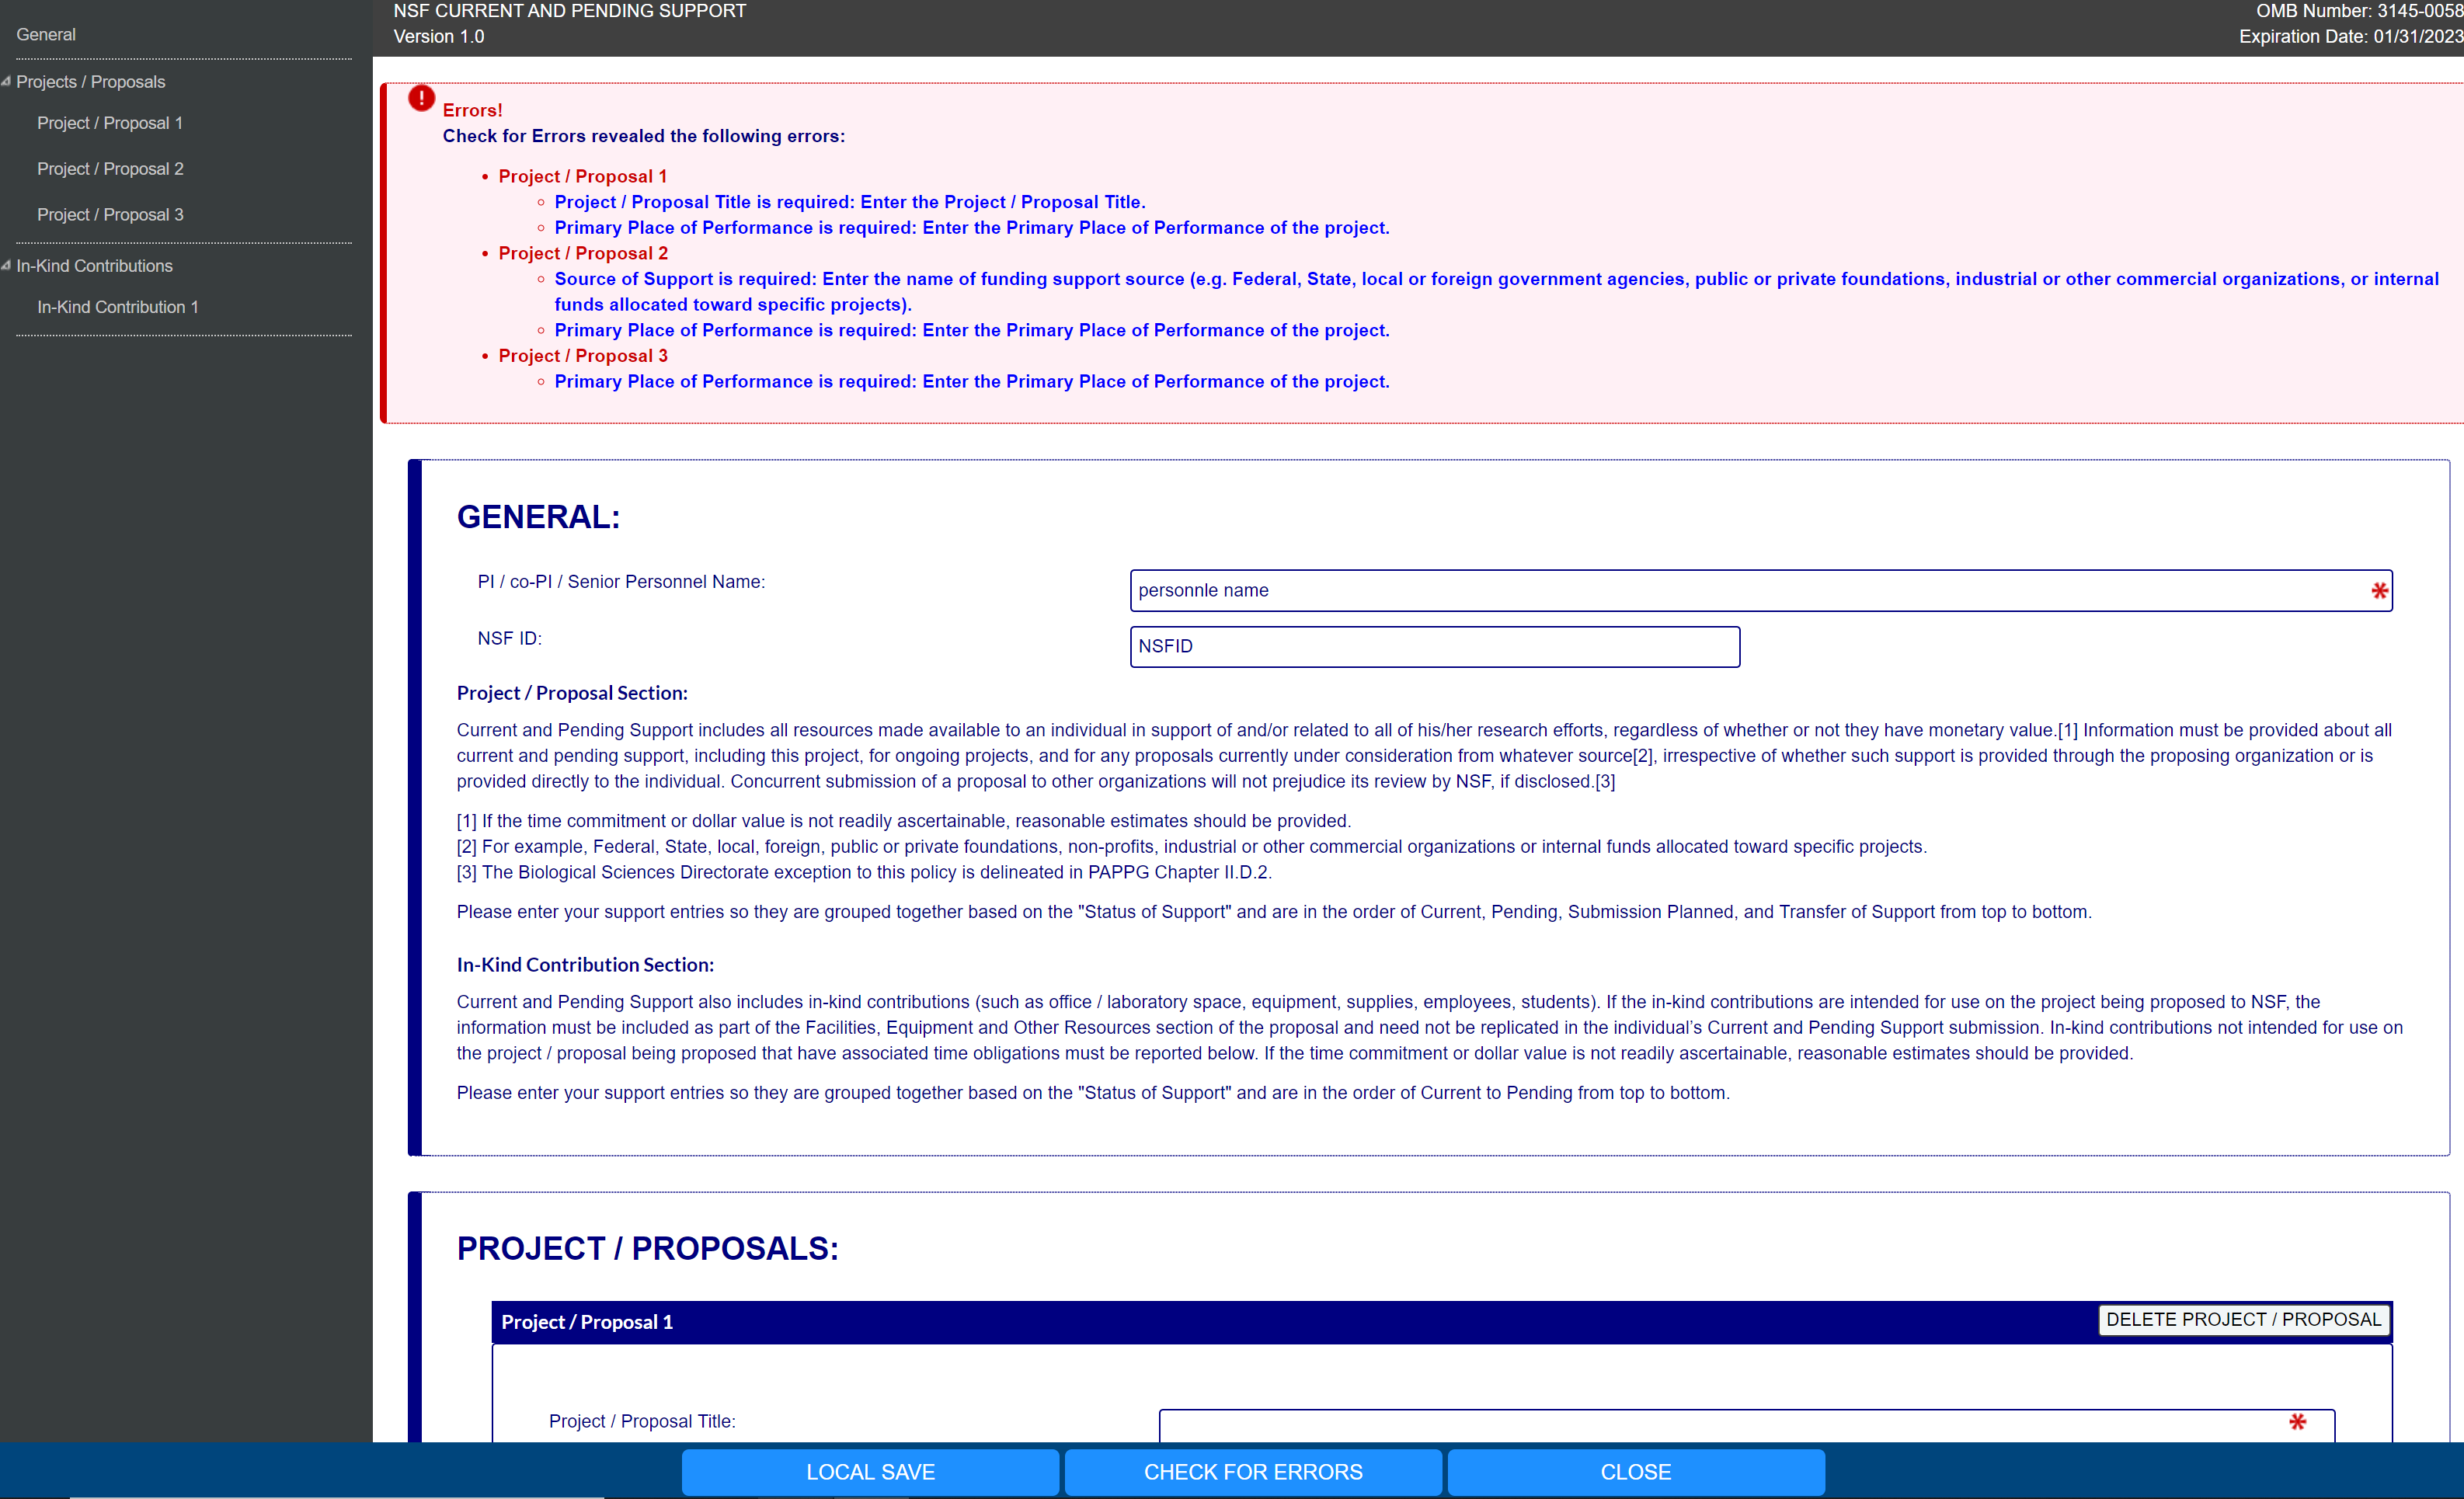 General
Projects / Proposals
Project / Proposal 1
Project / Proposal 2
Project / Proposal 3
In-Kind Contributions
In-Kind Contribution 1
NSF CURRENT AND PENDING SUPPORT
Version 1.0
OMB Number: 3145-0058
Expiration Date: 01/31/2023
Errors!
Check for Errors revealed the following errors:
Project / Proposal 1
Project / Proposal Title is required: Enter the Project / Proposal Title.
Primary Place of Performance is required: Enter the Primary Place of Performance of the project.
Project / Proposal 2
Source of Support is required: Enter the name of funding support source (e.g. Federal, State, local or foreign government agencies, public or private foundations, industrial or other commercial organizations, or internal
funds allocated toward specific projects).
Primary Place of Performance is required: Enter the Primary Place of Performance of the project.
Project / Proposal 3
Primary Place of Performance is required: Enter the Primary Place of Performance of the project.
GENERAL:
PI / co-PI / Senior Personnel Name:
personnle name
NSF ID:
NSFID
Project / Proposal Section:
Current and Pending Support includes all resources made available to an individual in support of and/or related to all of his/her research efforts, regardless of whether or not they have monetary value.[1] Information must be provided about all
current and pending support, including this project, for ongoing projects, and for any proposals currently under consideration from whatever source[2], irrespective of whether such support is provided through the proposing organization or is
provided directly to the individual. Concurrent submission of a proposal to other organizations will not prejudice its review by NSF, if disclosed.[3]
[1] If the time commitment or dollar value is not readily ascertainable, reasonable estimates should be provided.
[2] For example, Federal, State, local, foreign, public or private foundations, non-profits, industrial or other commercial organizations or internal funds allocated toward specific projects.
[3] The Biological Sciences Directorate exception to this policy is delineated in PAPPG Chapter II.D.2.
Please enter your support entries so they are grouped together based on the "Status of Support" and are in the order of Current, Pending, Submission Planned, and Transfer of Support from top to bottom.
In-Kind Contribution Section:
Current and Pending Support also includes in-kind contributions (such as office / laboratory space, equipment, supplies, employees, students). If the in-kind contributions are intended for use on the project being proposed to NSF, the
information must be included as part of the Facilities, Equipment and Other Resources section of the proposal and need not be replicated in the individual’s Current and Pending Support submission. In-kind contributions not intended for use on
the project / proposal being proposed that have associated time obligations must be reported below. If the time commitment or dollar value is not readily ascertainable, reasonable estimates should be provided.
Please enter your support entries so they are grouped together based on the "Status of Support" and are in the order of Current to Pending from top to bottom.
PROJECT / PROPOSALS:
Project / Proposal 1
DELETE PROJECT / PROPOSAL
Project / Proposal Title:
LOCAL SAVE
CHECK FOR ERRORS
CLOSE